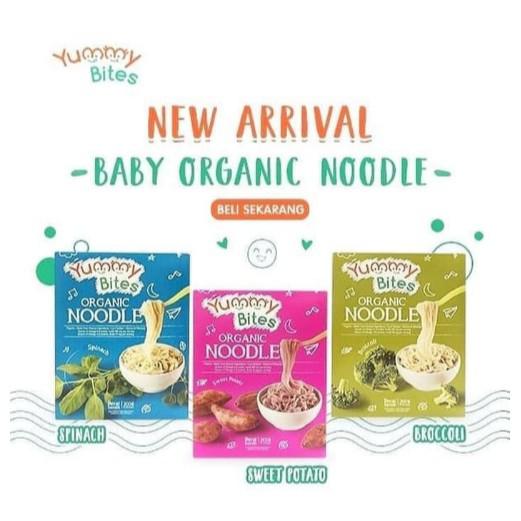 Yummy
Bites
NEW ARRIVAL
-BABY ORGANIC NOODLE-
BELI SEKARANG
Yummy
Bites
ORGANIC
NOODLE
Spinach
Yummy
Bites
ORGANIC
NOODLE
Sweet Potato
Yummy
Bites
ORGANIC
NOODLE
Broccoli
SPINACH
SWEET POTATO
BROCCOLI